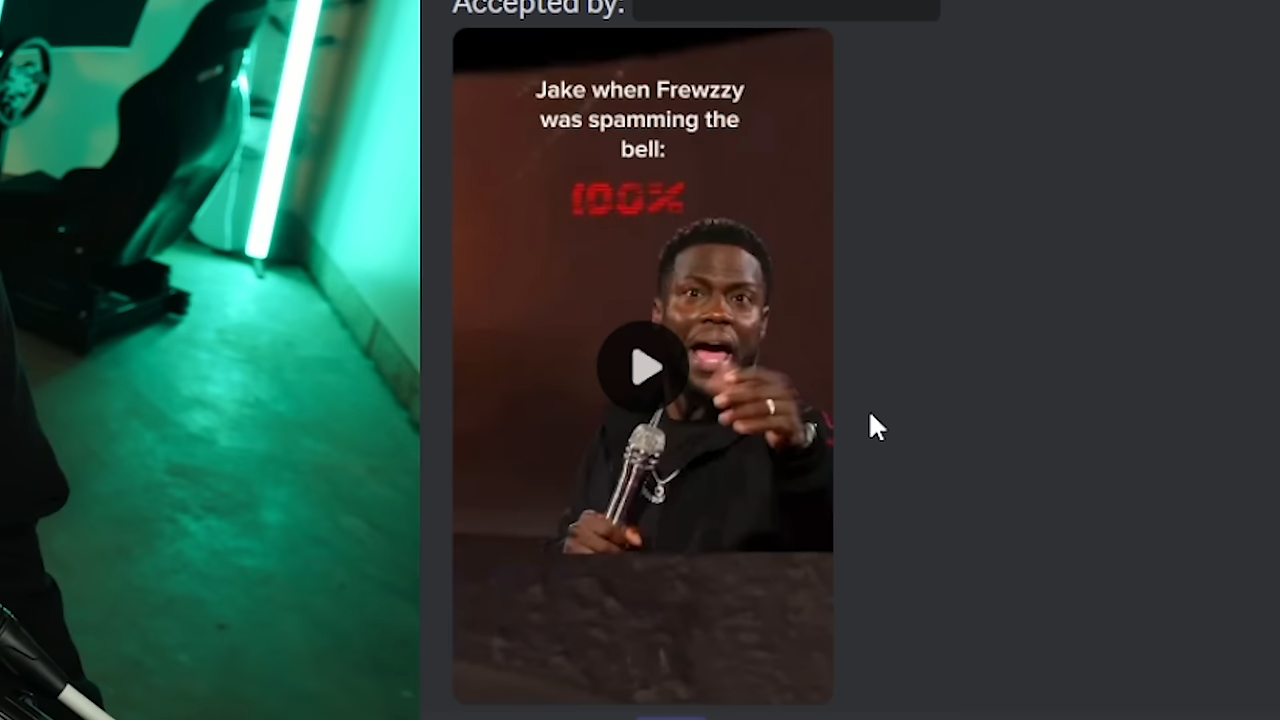 Accepted by:
Jake when Frewzzy
was spamming the
bell:
100%